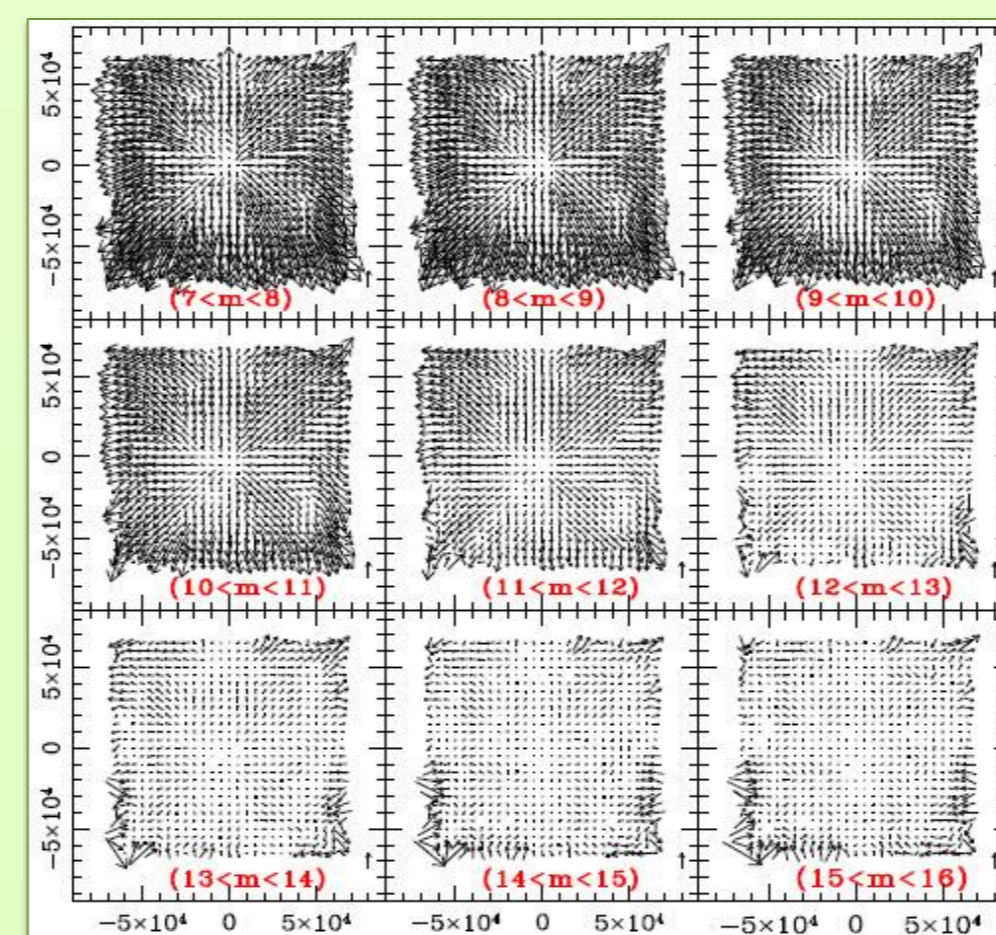 5×10⁴
0
−5×10⁴
(7<m<8)
(8<m<9)
(9<m<10)
5×10⁴
0
−5×10⁴
(10<m<11)
(11<m<12)
(12<m<13)
5×10⁴
0
−5×10⁴
(13<m<14)
(14<m<15)
(15<m<16)
−5×10⁴ 0 5×10⁴ −5×10⁴ 0 5×10⁴ −5×10⁴ 0 5×10⁴